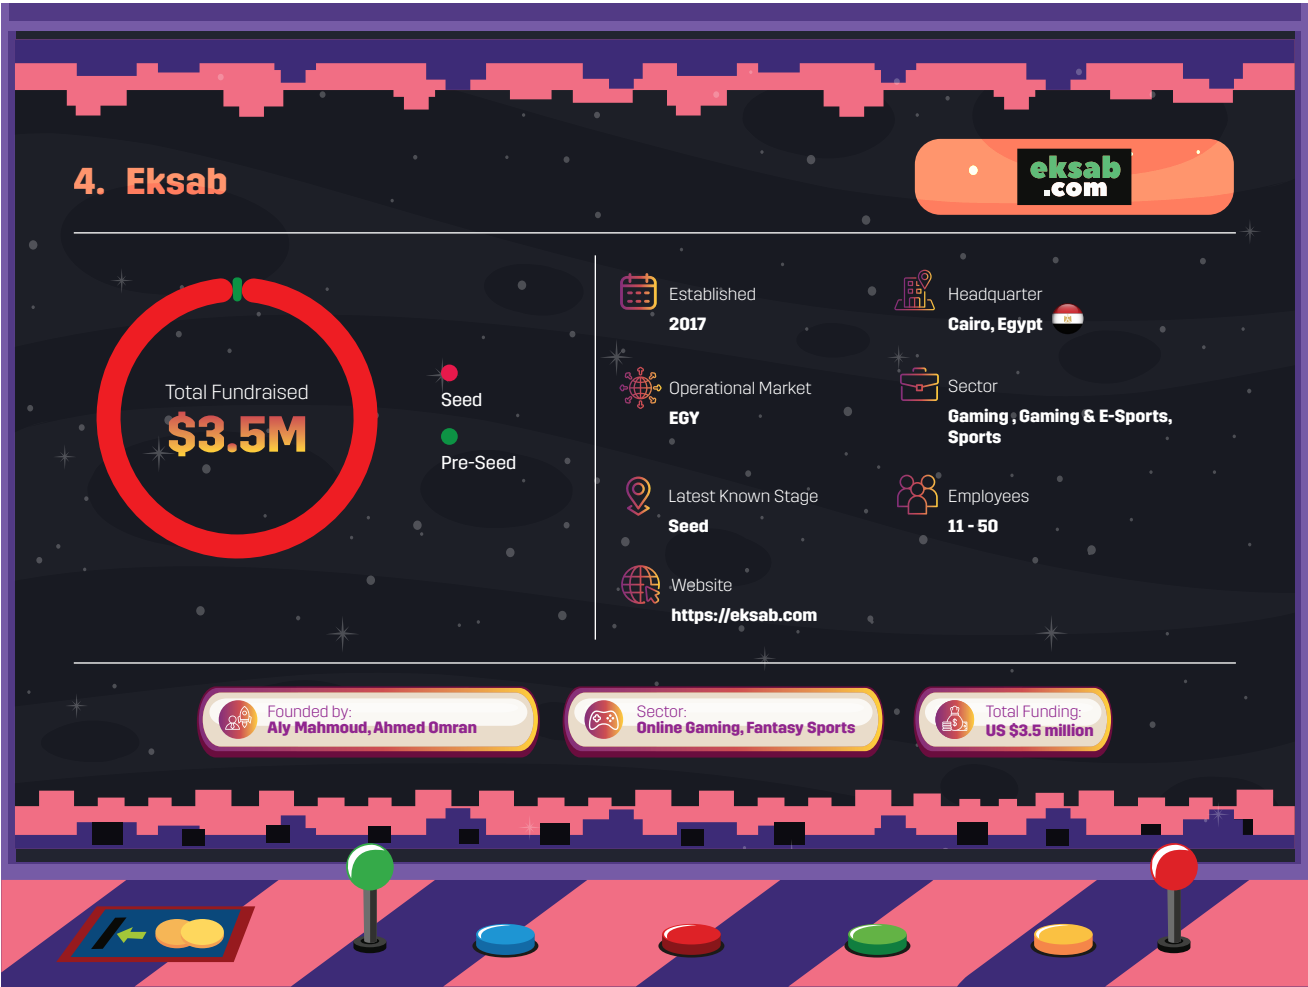 4. Eksab
eksab
.com
Total Fundraised
$3.5M
Seed
Pre-Seed
Established
2017
Headquarter
Cairo, Egypt
Operational Market
EGY
Sector
Gaming , Gaming & E-Sports,
Sports
Latest Known Stage
Seed
Employees
11 - 50
Website
https://eksab.com
Founded by:
Aly Mahmoud, Ahmed Omran
Sector:
Online Gaming, Fantasy Sports
Total Funding:
US $3.5 million